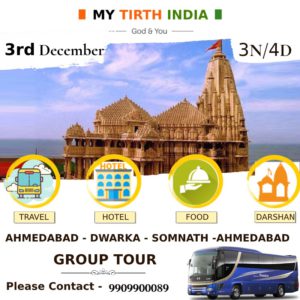 MY TIRTH INDIA
God & You
3rd December
3N/4D
HOTEL
TRAVEL
HOTEL
FOOD
DARSHAN
AHMEDABAD - DWARKA - SOMNATH -AHMEDABAD
GROUP TOUR
Please Contact - 9909900089